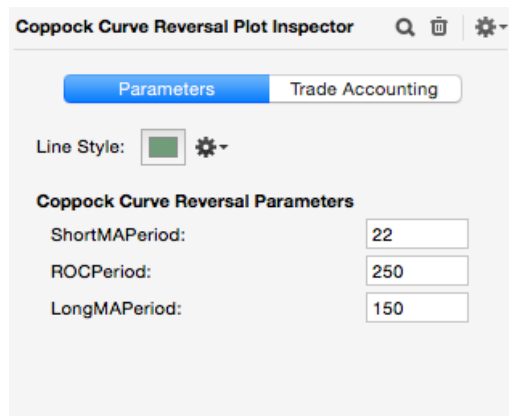 Coppock Curve Reversal Plot Inspector
Parameters Trade Accounting
Line Style:
Coppock Curve Reversal Parameters
ShortMAPeriod: 22
ROCPeriod: 250
LongMAPeriod: 150